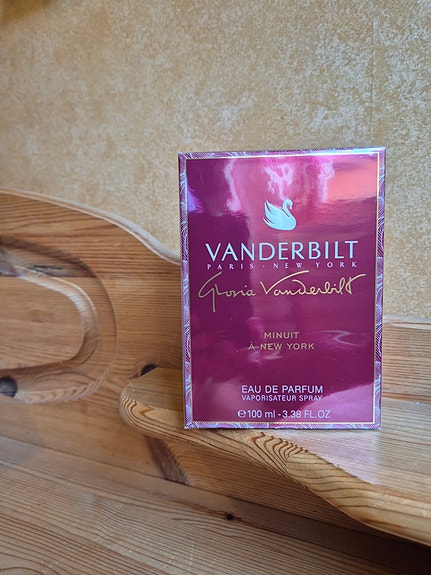 VANDERBILT
PARIS - NEW YORK
Gloria Vanderbilt
MINUIT
À NEW YORK
EAU DE PARFUM
VAPORISATEUR SPRAY
e 100 ml - 3.38 FL.OZ